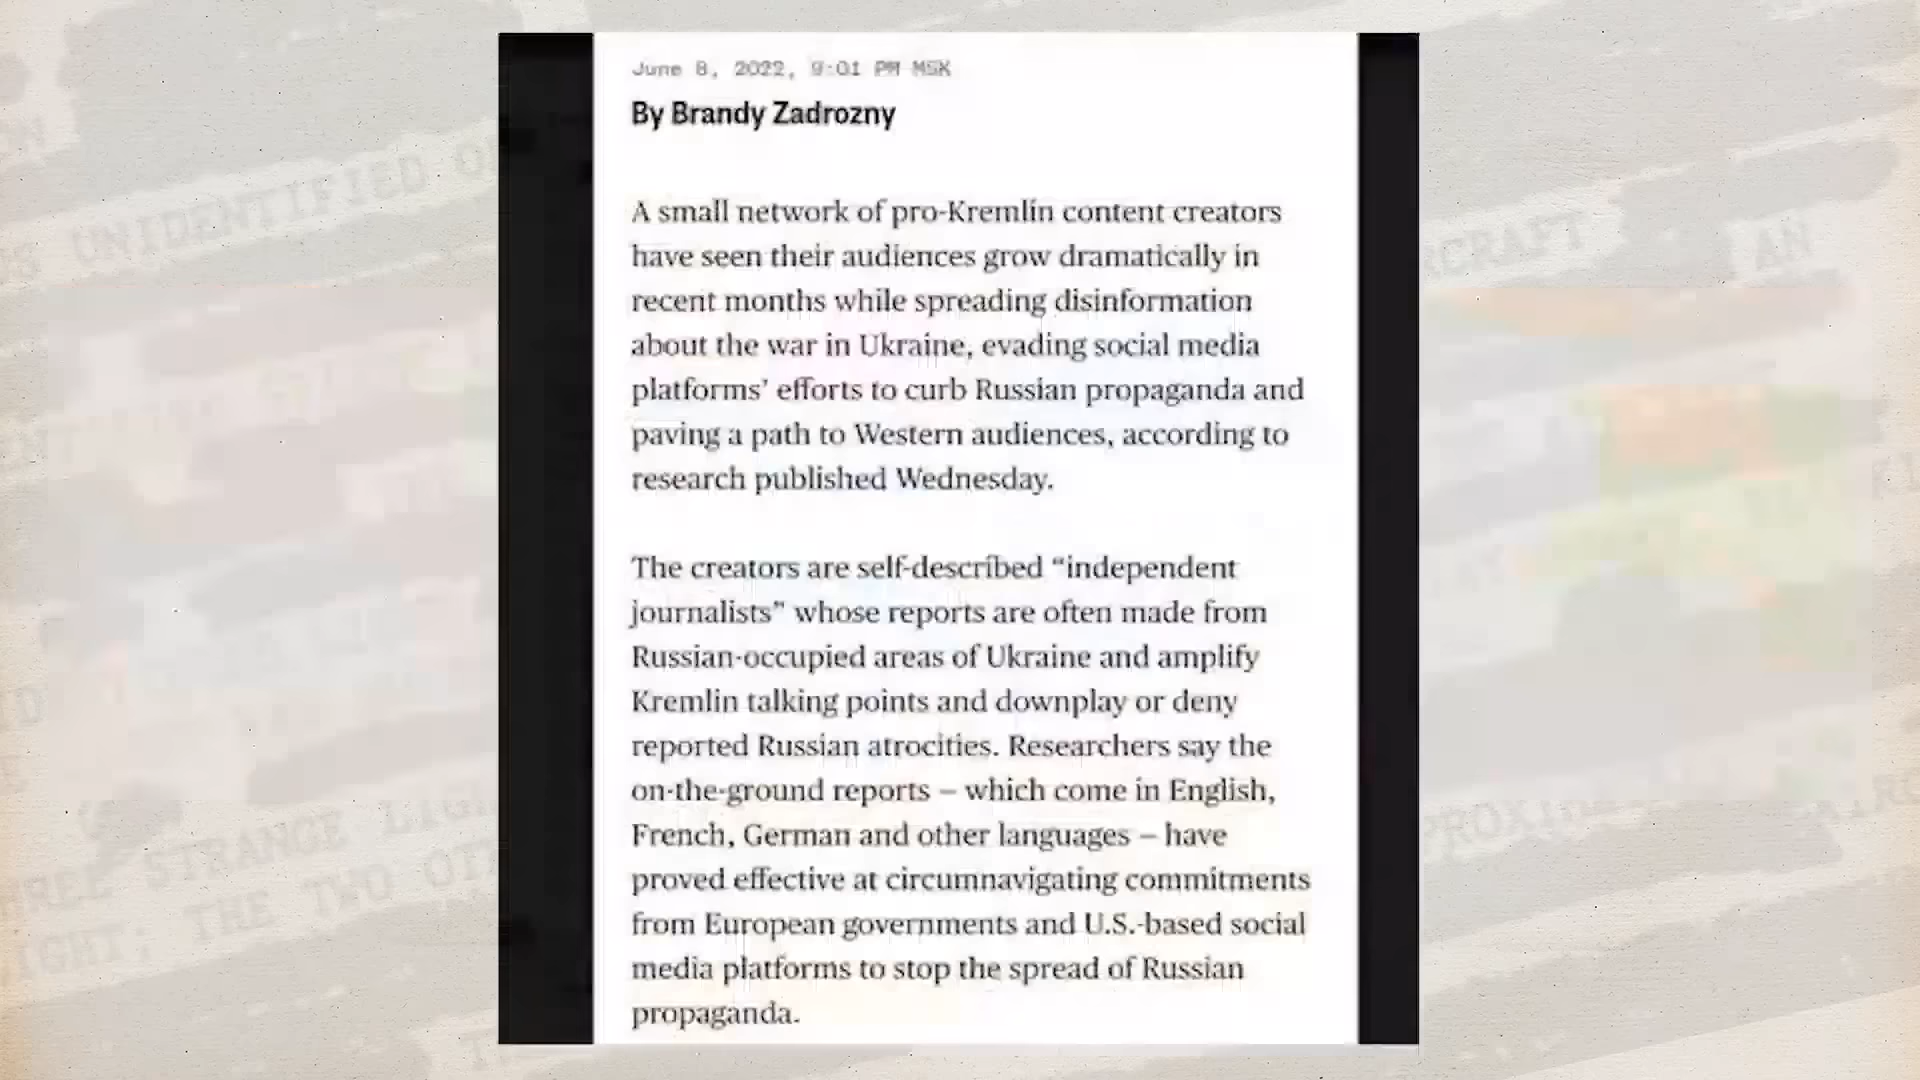 June 8, 2022, 9:01 PM MSK
By Brandy Zadrozny
A small network of pro-Kremlin content creators
have seen their audiences grow dramatically in
recent months while spreading disinformation
about the war in Ukraine, evading social media
platforms’ efforts to curb Russian propaganda and
paving a path to Western audiences, according to
research published Wednesday.
The creators are self-described “independent
journalists” whose reports are often made from
Russian-occupied areas of Ukraine and amplify
Kremlin talking points and downplay or deny
reported Russian atrocities. Researchers say the
on-the-ground reports – which come in English,
French, German and other languages – have
proved effective at circumnavigating commitments
from European governments and U.S.-based social
media platforms to stop the spread of Russian
propaganda.
UNIDENTIFIED
AN
STRANGE
THE TWO